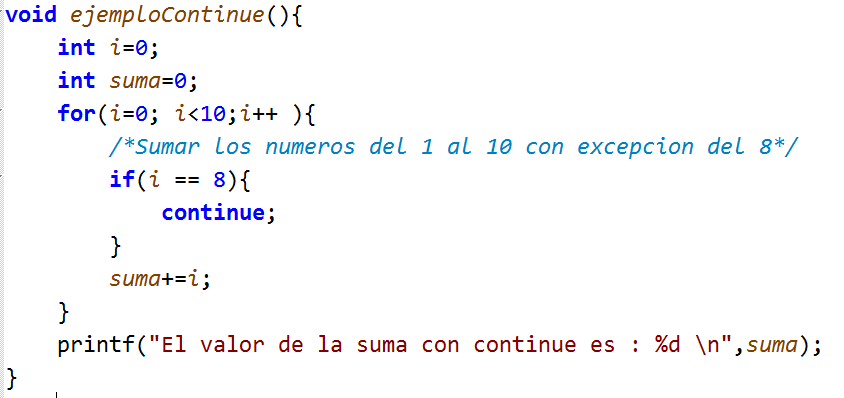 void ejemploContinue(){
    int i=0;
    int suma=0;
    for(i=0; i<10;i++ ){
        /*Sumar los numeros del 1 al 10 con excepcion del 8*/
        if(i == 8){
            continue;
        }
        suma+=i;
    }
    printf("El valor de la suma con continue es : %d \n",suma);
}